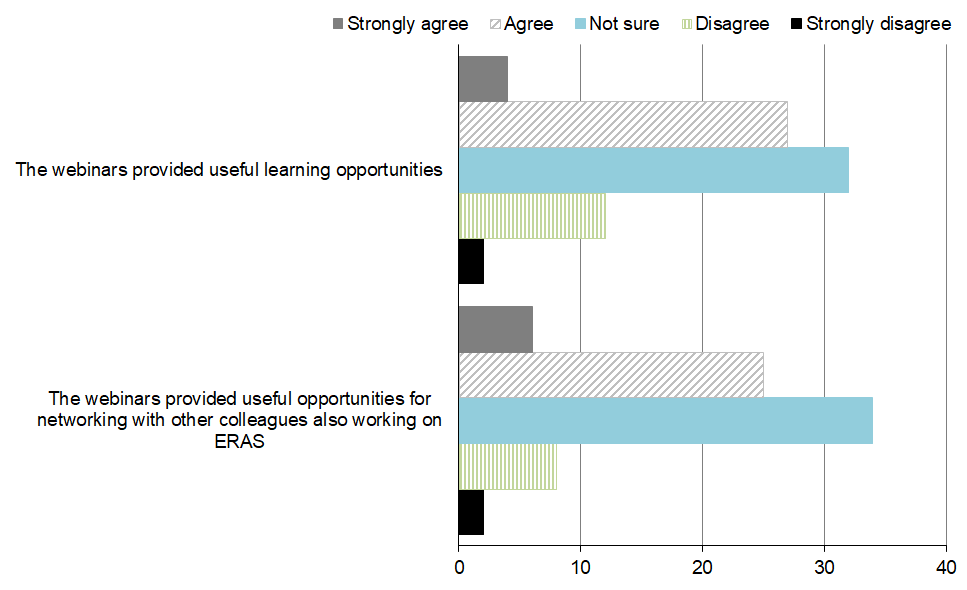 Strongly agree Agree Not sure Disagree Strongly disagree
The webinars provided useful learning opportunities
The webinars provided useful opportunities for
networking with other colleagues also working on
ERAS
0 10 20 30 40